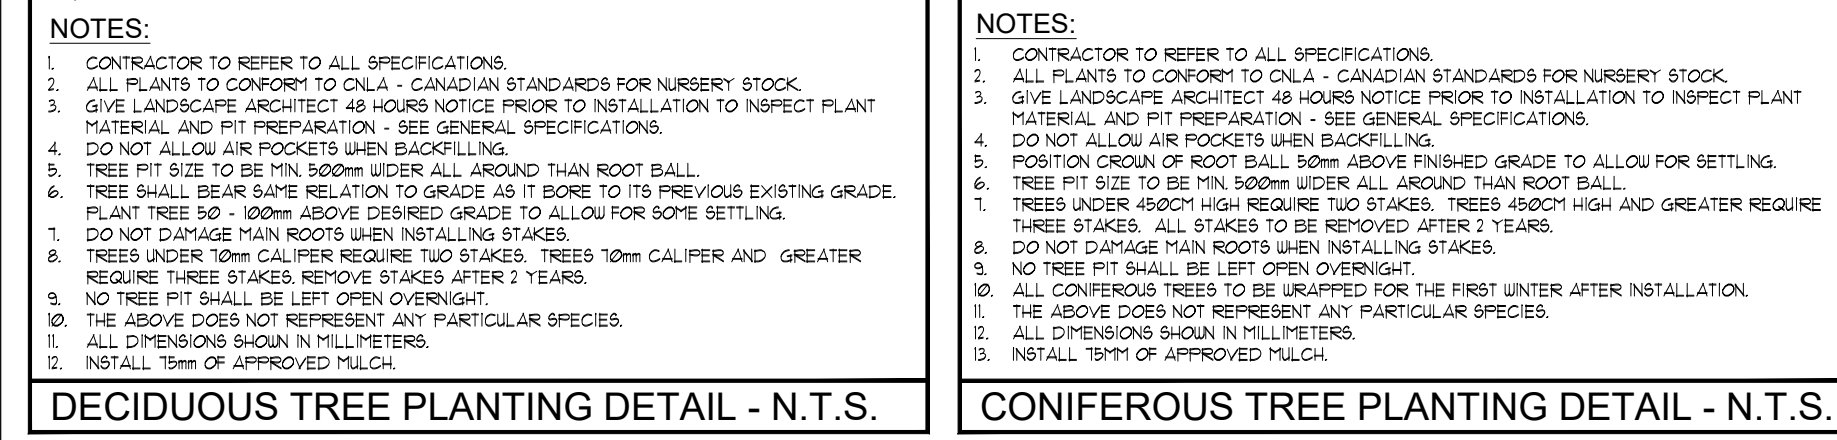 NOTES:
1. CONTRACTOR TO REFER TO ALL SPECIFICATIONS.
2. ALL PLANTS TO CONFORM TO CNLA - CANADIAN STANDARDS FOR NURSERY STOCK.
3. GIVE LANDSCAPE ARCHITECT 48 HOURS NOTICE PRIOR TO INSTALLATION TO INSPECT PLANT
MATERIAL AND PIT PREPARATION - SEE GENERAL SPECIFICATIONS.
4. DO NOT ALLOW AIR POCKETS WHEN BACKFILLING.
5. TREE PIT SIZE TO BE MIN. 500mm WIDER ALL AROUND THAN ROOT BALL.
6. TREE SHALL BEAR SAME RELATION TO GRADE AS IT BORE TO ITS PREVIOUS EXISTING GRADE.
PLANT TREE 50 - 100mm ABOVE DESIRED GRADE TO ALLOW FOR SOME SETTLING.
7. DO NOT DAMAGE MAIN ROOTS WHEN INSTALLING STAKES.
8. TREES UNDER 70mm CALIPER REQUIRE TWO STAKES. TREES 70mm CALIPER AND GREATER
REQUIRE THREE STAKES. REMOVE STAKES AFTER 2 YEARS.
9. NO TREE PIT SHALL BE LEFT OPEN OVERNIGHT.
10. THE ABOVE DOES NOT REPRESENT ANY PARTICULAR SPECIES.
11. ALL DIMENSIONS SHOWN IN MILLIMETERS.
12. INSTALL 75mm OF APPROVED MULCH.
DECIDUOUS TREE PLANTING DETAIL - N.T.S.
NOTES:
1. CONTRACTOR TO REFER TO ALL SPECIFICATIONS.
2. ALL PLANTS TO CONFORM TO CNLA - CANADIAN STANDARDS FOR NURSERY STOCK.
3. GIVE LANDSCAPE ARCHITECT 48 HOURS NOTICE PRIOR TO INSTALLATION TO INSPECT PLANT
MATERIAL AND PIT PREPARATION - SEE GENERAL SPECIFICATIONS.
4. DO NOT ALLOW AIR POCKETS WHEN BACKFILLING.
5. POSITION CROWN OF ROOT BALL 50mm ABOVE FINISHED GRADE TO ALLOW FOR SETTLING.
6. TREE PIT SIZE TO BE MIN. 500mm WIDER ALL AROUND THAN ROOT BALL.
7. TREES UNDER 450CM HIGH REQUIRE TWO STAKES. TREES 450CM HIGH AND GREATER REQUIRE
THREE STAKES. ALL STAKES TO BE REMOVED AFTER 2 YEARS.
8. DO NOT DAMAGE MAIN ROOTS WHEN INSTALLING STAKES.
9. NO TREE PIT SHALL BE LEFT OPEN OVERNIGHT.
10. ALL CONIFEROUS TREES TO BE WRAPPED FOR THE FIRST WINTER AFTER INSTALLATION.
11. THE ABOVE DOES NOT REPRESENT ANY PARTICULAR SPECIES.
12. ALL DIMENSIONS SHOWN IN MILLIMETERS.
13. INSTALL 75MM OF APPROVED MULCH.
CONIFEROUS TREE PLANTING DETAIL - N.T.S.